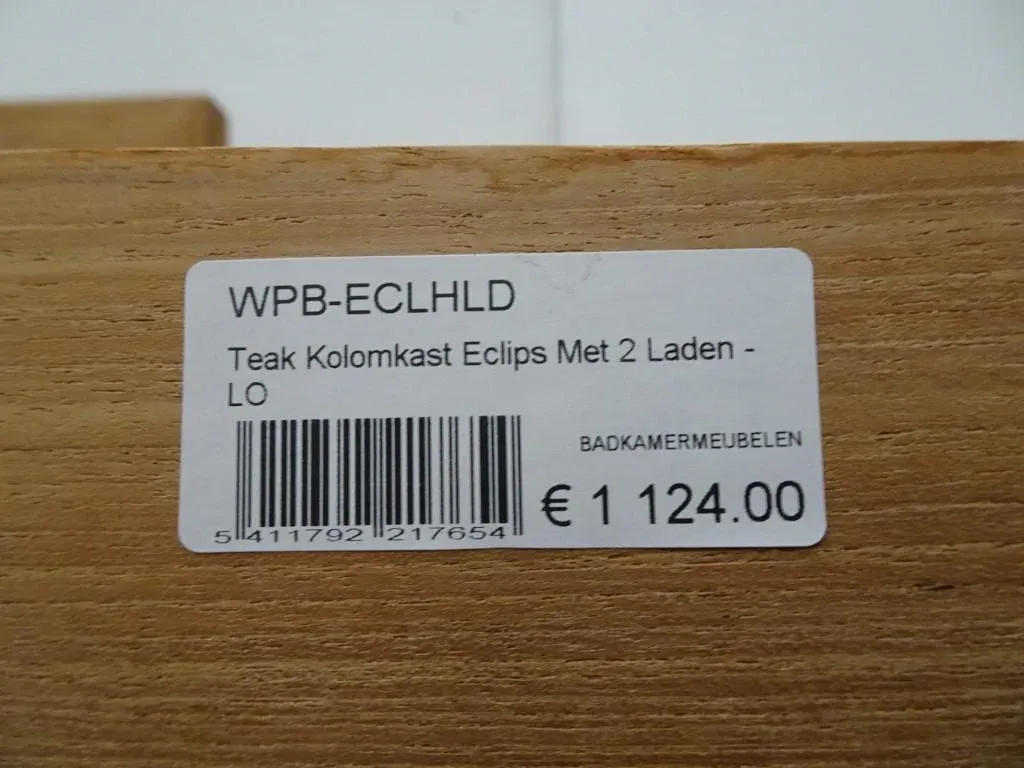 WPB-ECLHLD
Teak Kolomkast Eclips Met 2 Laden -
LO
BADKAMERMEUBELEN
€ 1 124.00
5 411792 217654